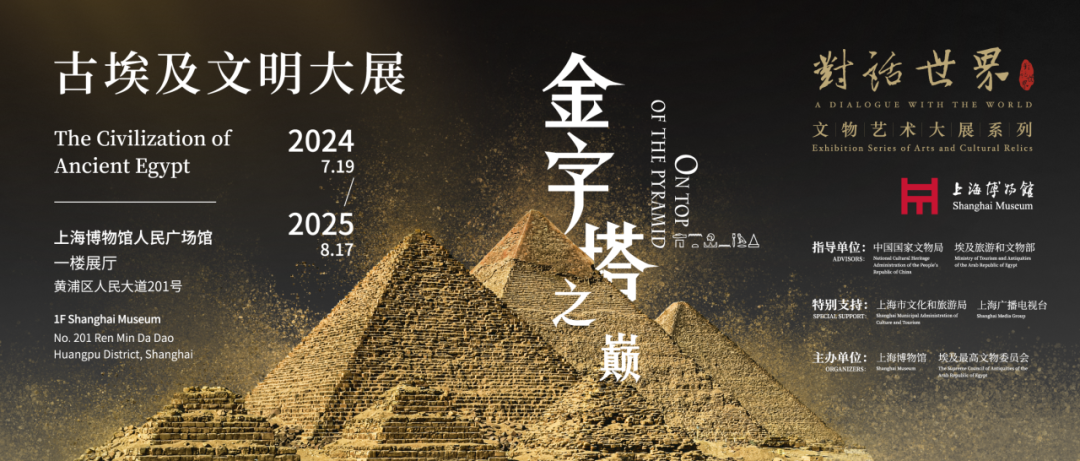 古埃及文明大展
The Civilization of
Ancient Egypt
2024
7.19
2025
8.17
上海博物馆人民广场馆
一楼展厅
黄浦区人民大道201号
1F Shanghai Museum
No. 201 Ren Min Da Dao
Huangpu District, Shanghai
金字塔之巅
ON TOP
OF THE PYRAMID
對話世界
A DIALOGUE WITH THE WORLD
文物艺术大展系列
Exhibition Series of Arts and Cultural Relics
上海博物館
Shanghai Museum
指导单位: 中国国家文物局 埃及旅游和文物部
ADVISORS: National Cultural Heritage Ministry of Tourism and Antiquities
Administration of the People's of the Arab Republic of Egypt
Republic of China
特别支持: 上海市文化和旅游局 上海广播电视台
SPECIAL SUPPORT: Shanghai Municipal Administration of Shanghai Media Group
Culture and Tourism
主办单位: 上海博物馆 埃及最高文物委员会
ORGANIZERS: Shanghai Museum The Supreme Council of Antiquities of the
Arab Republic of Egypt